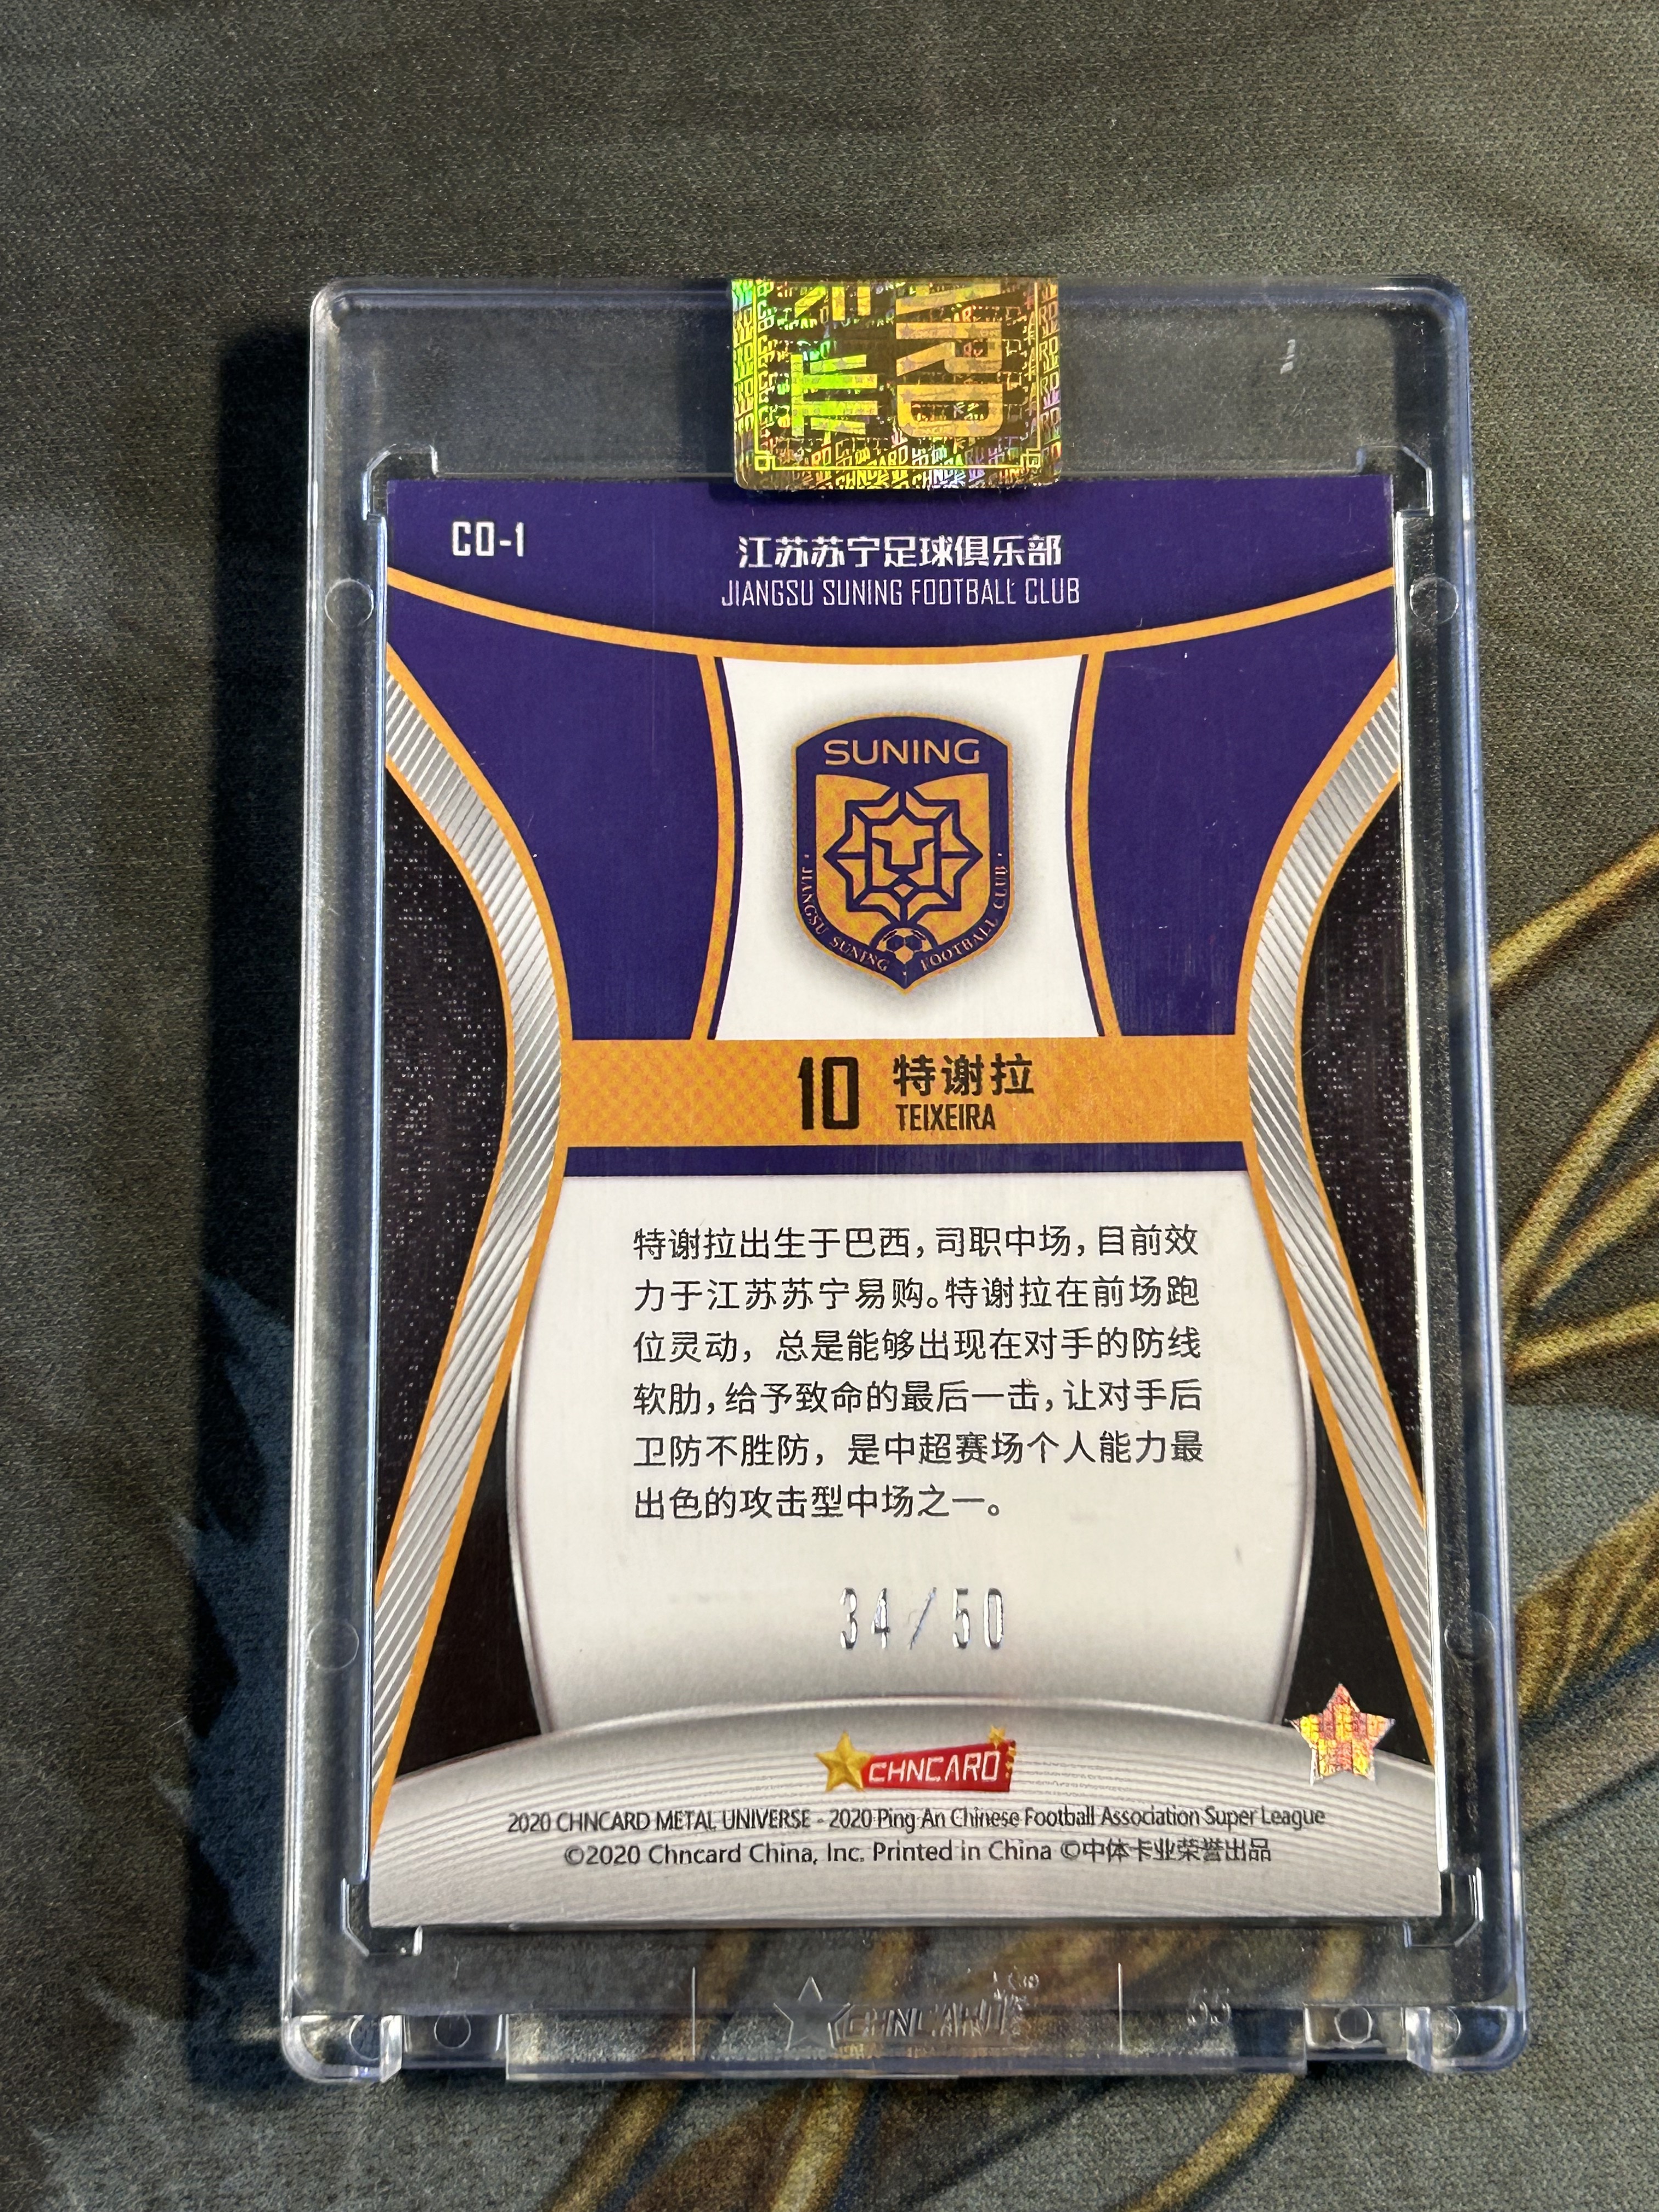 CO-1
江苏苏宁足球俱乐部
JIANGSU SUNING FOOTBALL CLUB
SUNING
JIANGSU SUNING FOOTBALL CLUB
10 特谢拉
TEIXEIRA
特谢拉出生于巴西，司职中场，目前效
力于江苏苏宁易购。特谢拉在前场跑
位灵动，总是能够出现在对手的防线
软肋，给予致命的最后一击，让对手后
卫防不胜防，是中超赛场个人能力最
出色的攻击型中场之一。
34/50
CHNCARD
2020 CHNCARD METAL UNIVERSE - 2020 Ping An Chinese Football Association Super League
©2020 Chncard China, Inc. Printed in China ©中体卡业荣誉出品
CHNCARD
55